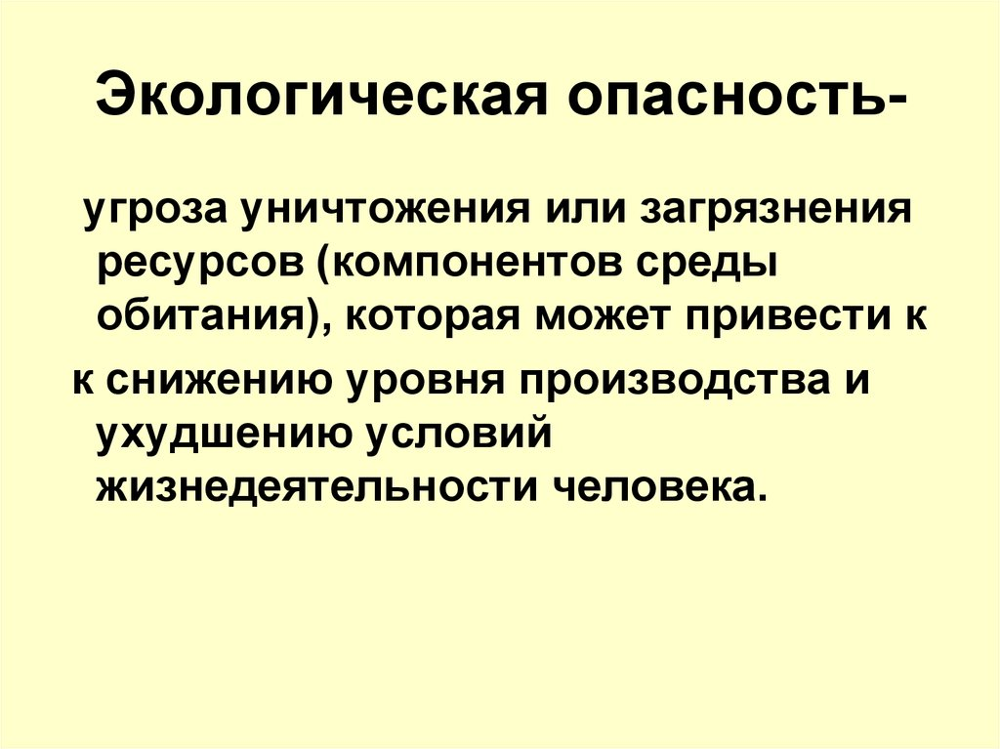 Экологическая опасность-
угроза уничтожения или загрязнения
ресурсов (компонентов среды
обитания), которая может привести к
к снижению уровня производства и
ухудшению условий
жизнедеятельности человека.